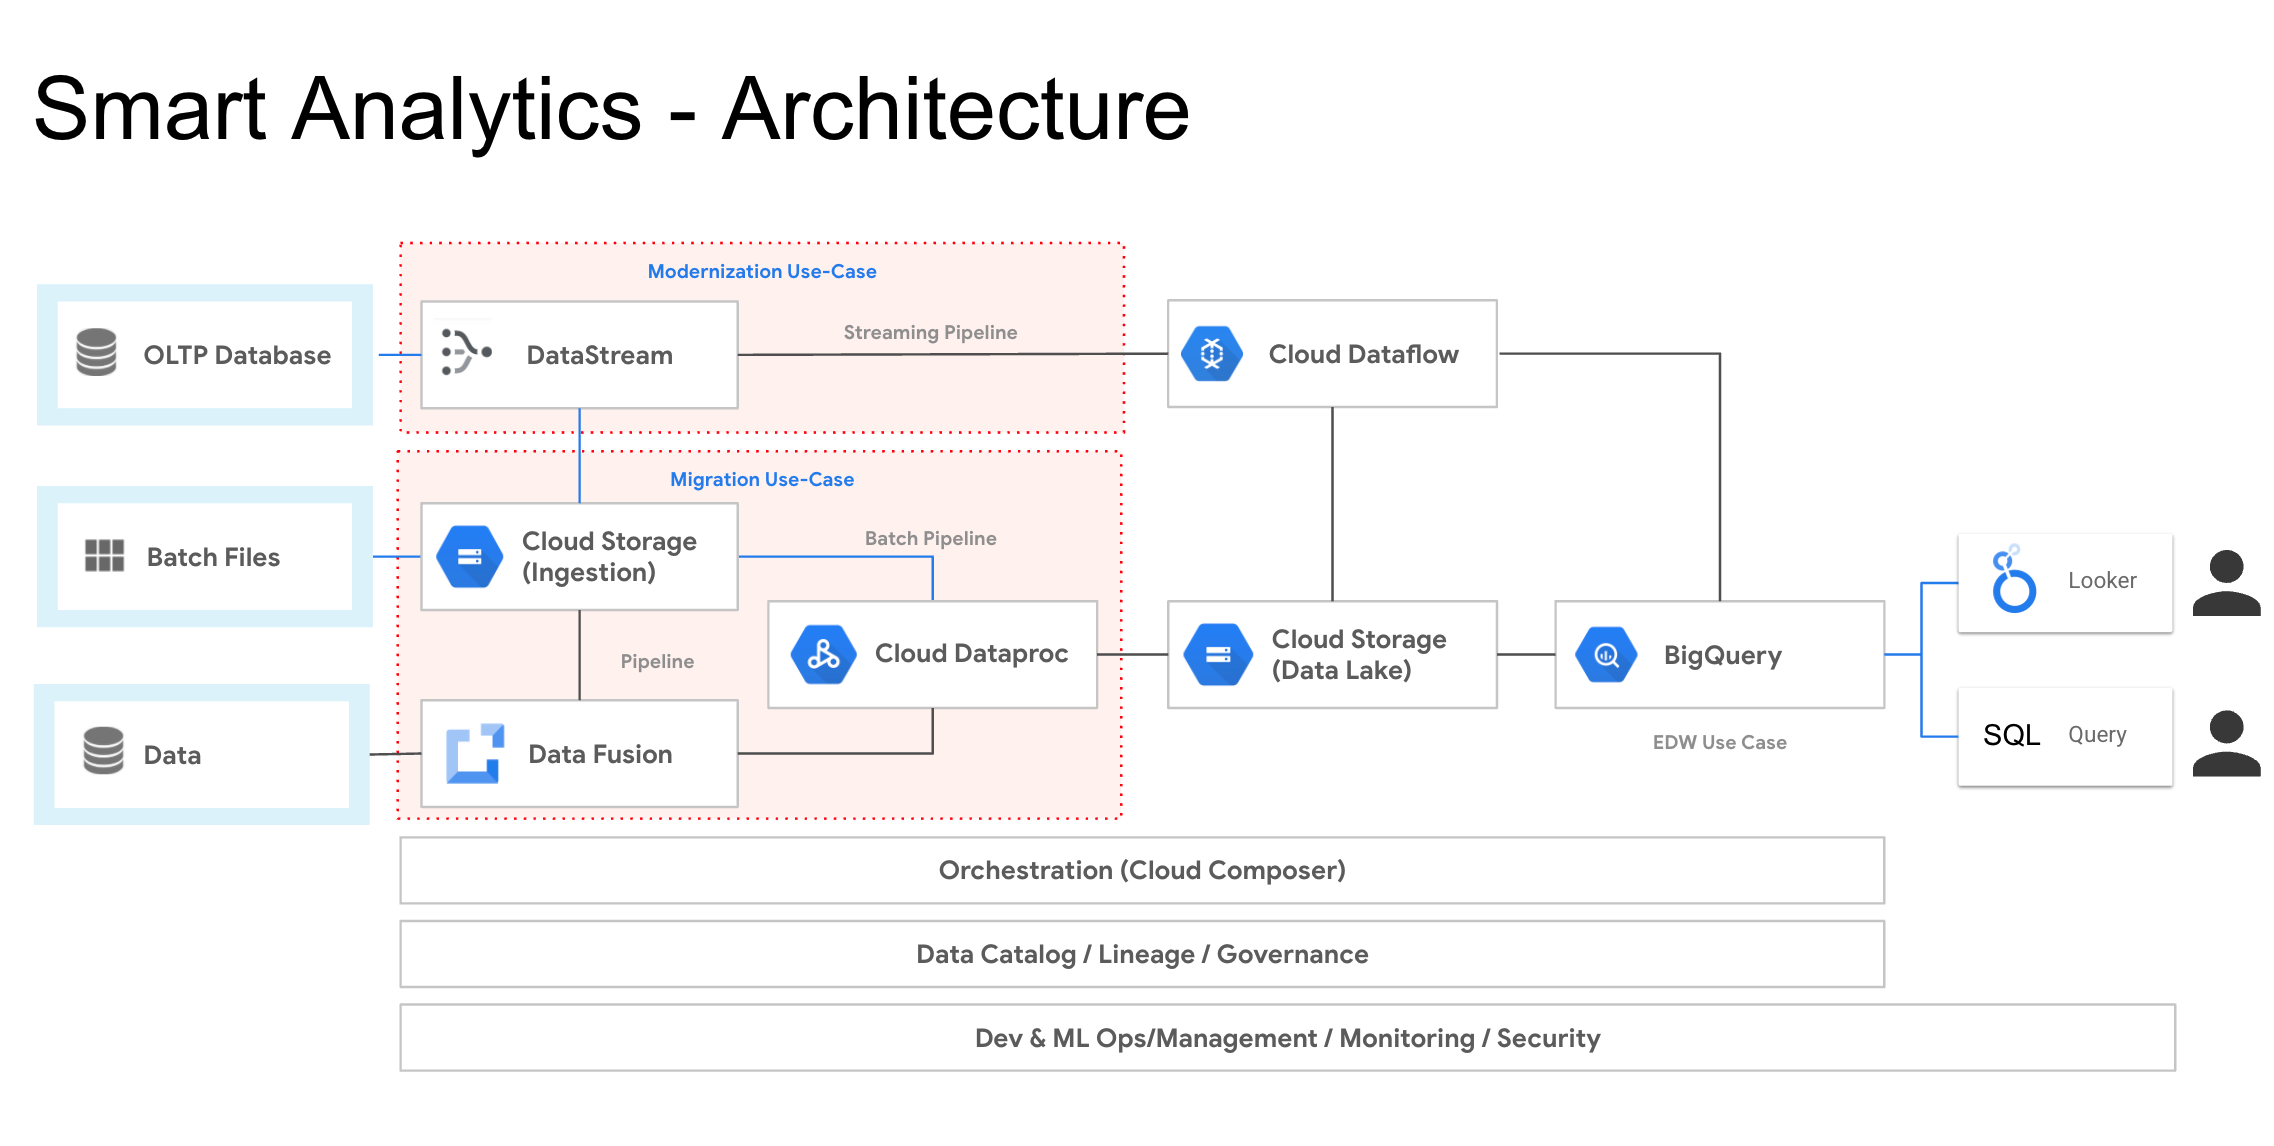 Smart Analytics - Architecture
Modernization Use-Case
OLTP Database
DataStream
Streaming Pipeline
Cloud Dataflow
Migration Use-Case
Batch Files
Cloud Storage
(Ingestion)
Batch Pipeline
Pipeline
Cloud Dataproc
Cloud Storage
(Data Lake)
BigQuery
EDW Use Case
Looker
SQL Query
Data
Data Fusion
Orchestration (Cloud Composer)
Data Catalog / Lineage / Governance
Dev & ML Ops/Management / Monitoring / Security